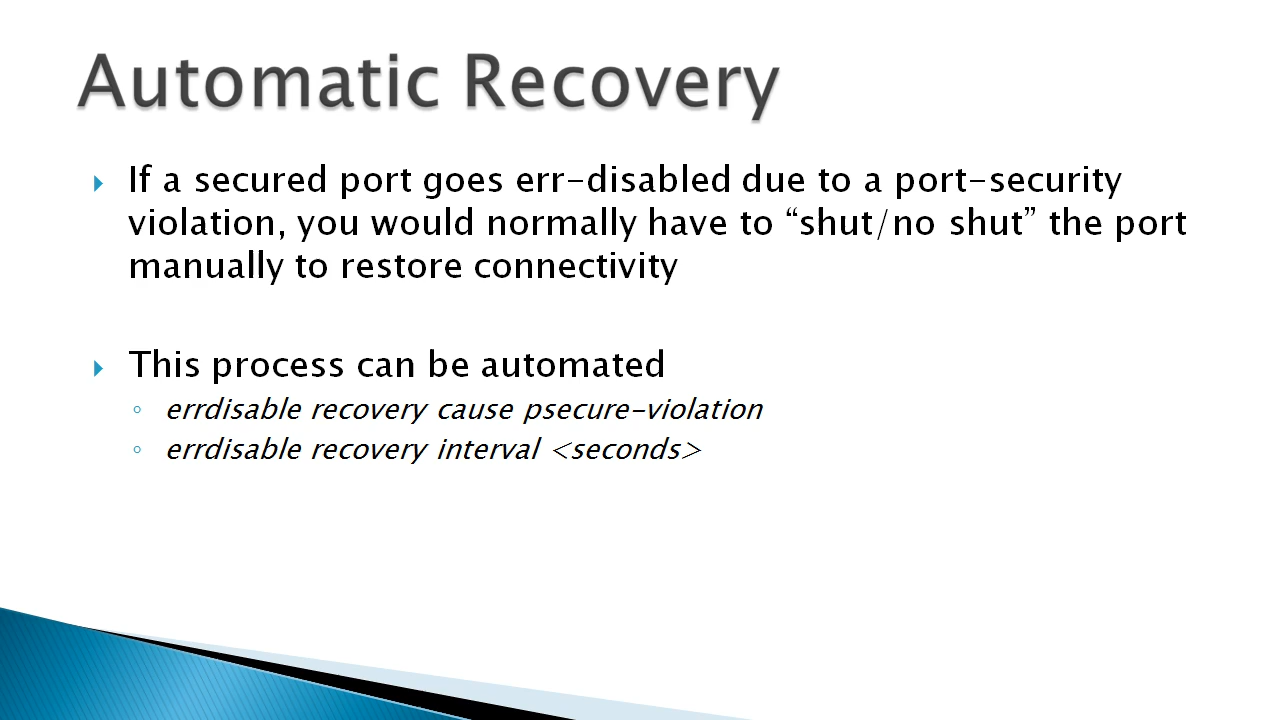 Automatic Recovery
If a secured port goes err-disabled due to a port-security
violation, you would normally have to “shut/no shut” the port
manually to restore connectivity
This process can be automated
errdisable recovery cause psecure-violation
errdisable recovery interval <seconds>